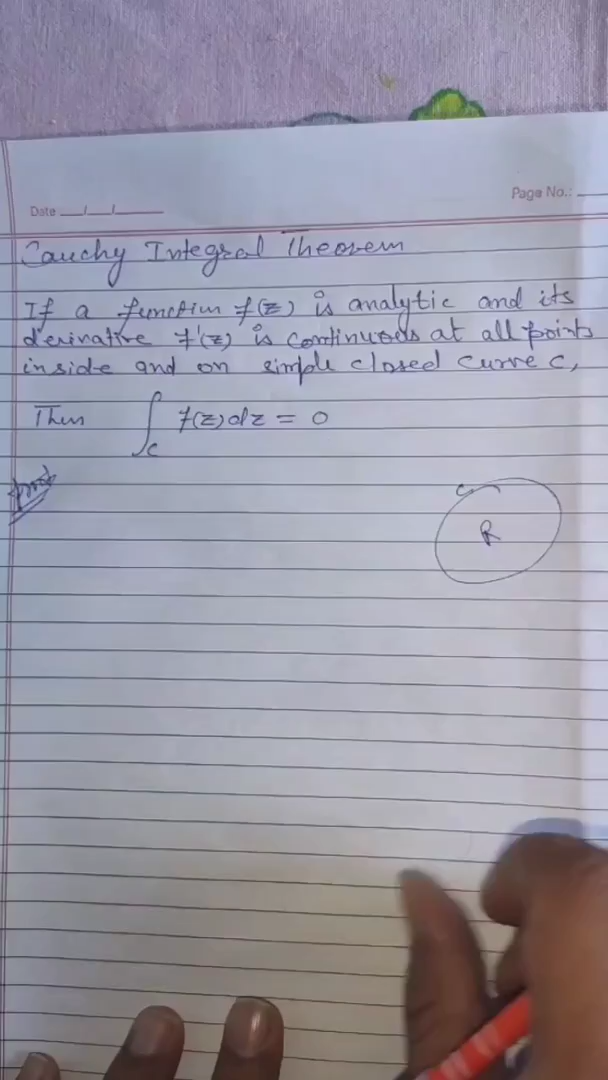 Page No.:
Date
Cauchy Integral Theorem
If a function f(z) is analytic and its
derivative f'(z) is continuous at all points
inside and on simple closed curve c,
Then ∫c f(z)dz = 0
proof
C
R